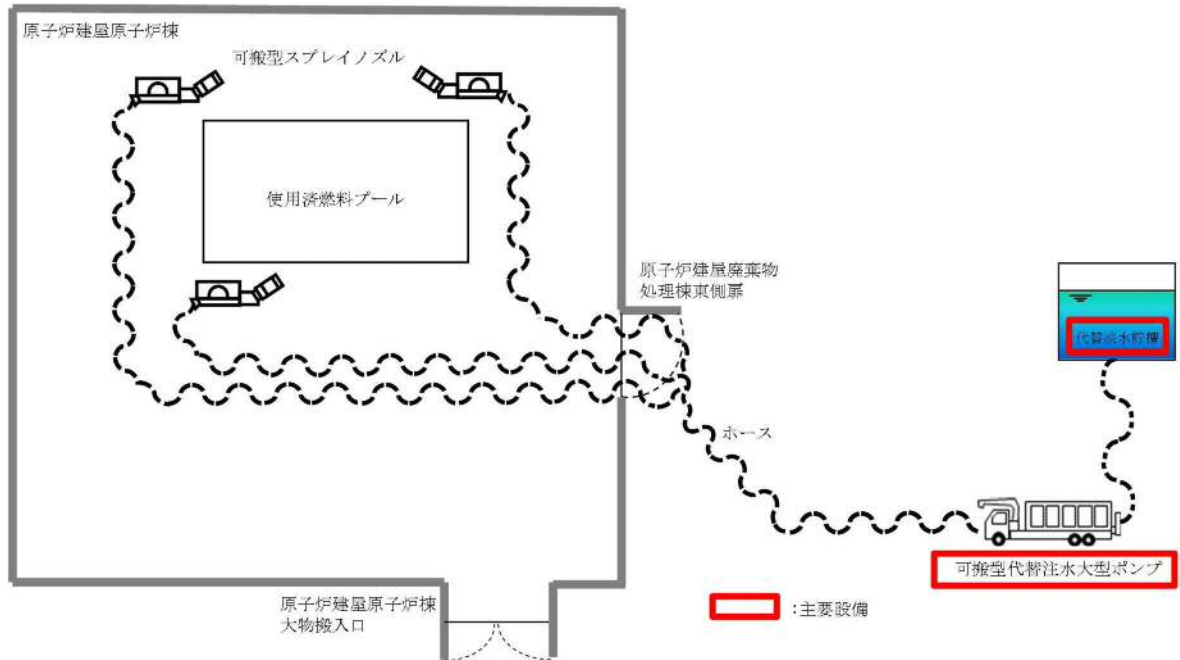 原子炉建屋原子炉棟
可搬型スプレイノズル
使用済燃料プール
原子炉建屋廃棄物
処理棟東側扉
代替淡水貯槽
ホース
可搬型代替注水大型ポンプ
原子炉建屋原子炉棟
大物搬入口
:主要設備